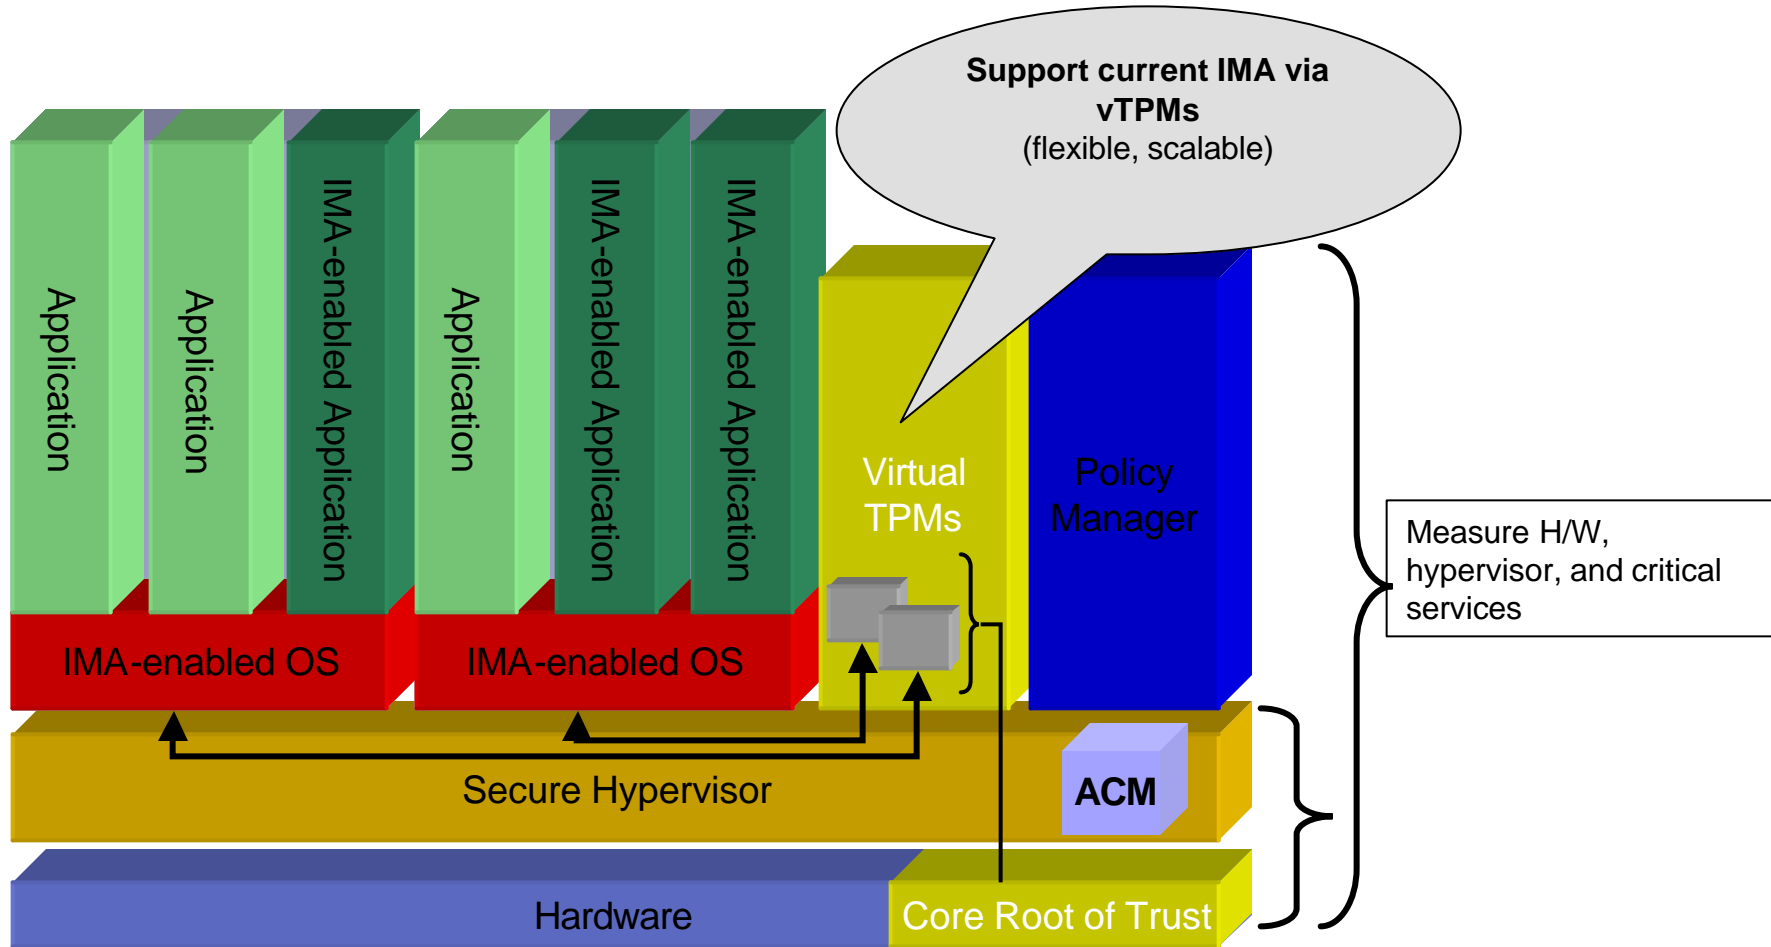 Support current IMA via
vTPMs
(flexible, scalable)
Application
Application
IMA-enabled Application
Application
IMA-enabled Application
IMA-enabled Application
Virtual
TPMs
Policy
Manager
Measure H/W,
hypervisor, and critical
services
IMA-enabled OS
IMA-enabled OS
Secure Hypervisor
ACM
Hardware
Core Root of Trust